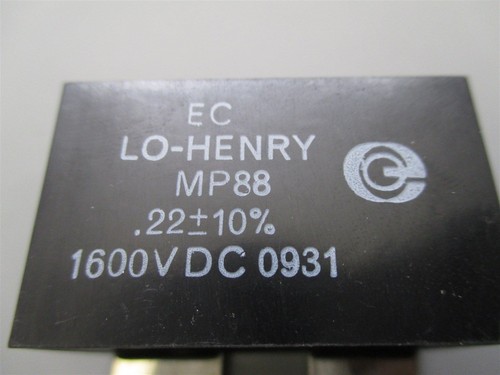 EC
LO-HENRY
MP88
.22±10%
1600VDC 0931